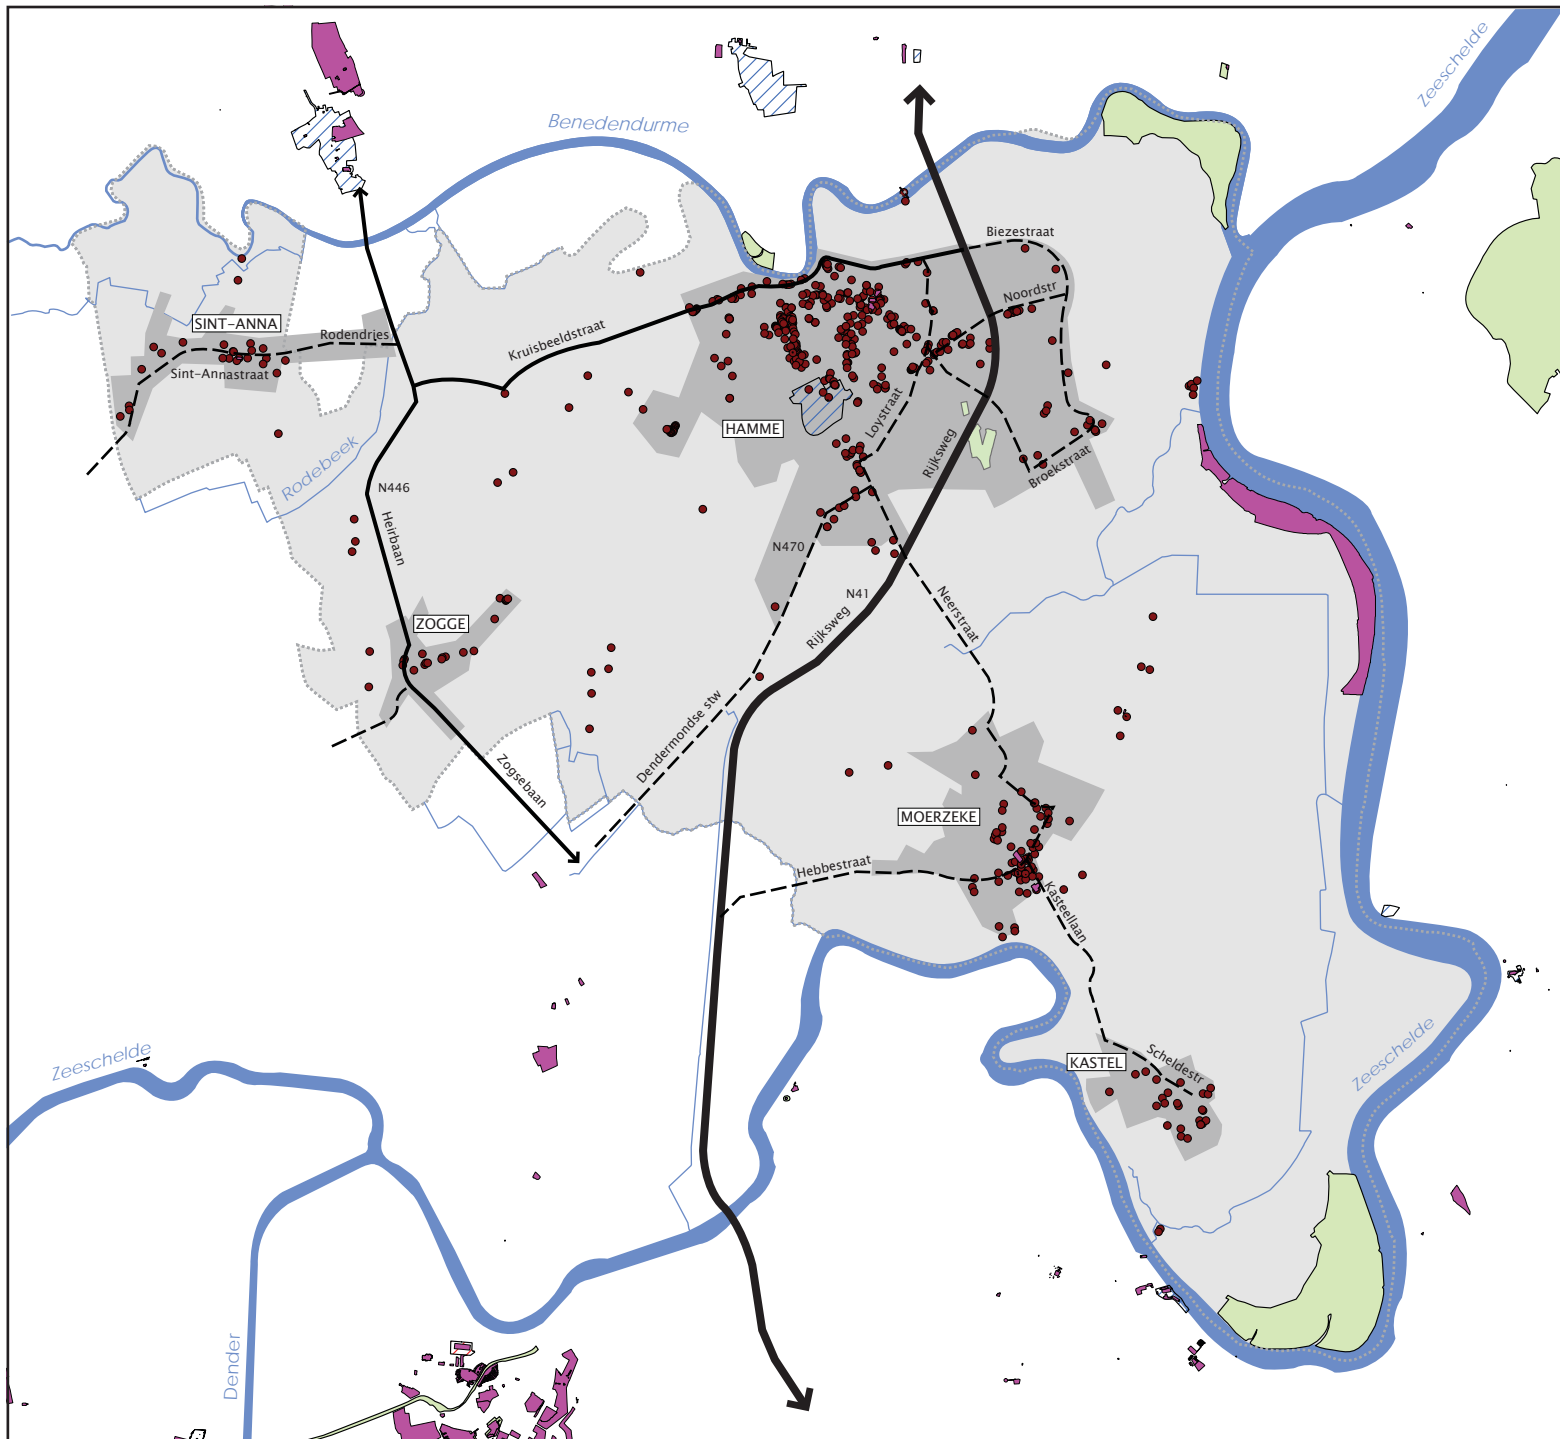 Zeeschelde
Benedendurme
Biezestraat
Noordstr
SINT-ANNA
Rodendries
Kruisbeeldstraat
Sint-Annastraat
HAMME
Loystraat
Rijksweg
Broekstraat
Rodebeek
N446
Heirbaan
N470
N41
Rijksweg
Neerstraat
ZOGGE
Dendermondse stw
Zogsebaan
MOERZEKE
Hebbestraat
Kasteellaan
Zeeschelde
KASTEL
Scheldestr
Zeeschelde
Dender